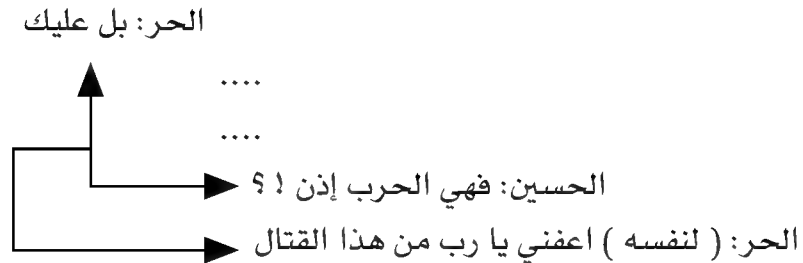 الحر: بل عليك
....
....
الحسين: فهي الحرب إذن ! ؟
الحر: ( لنفسه ) اعفني يا رب من هذا القتال